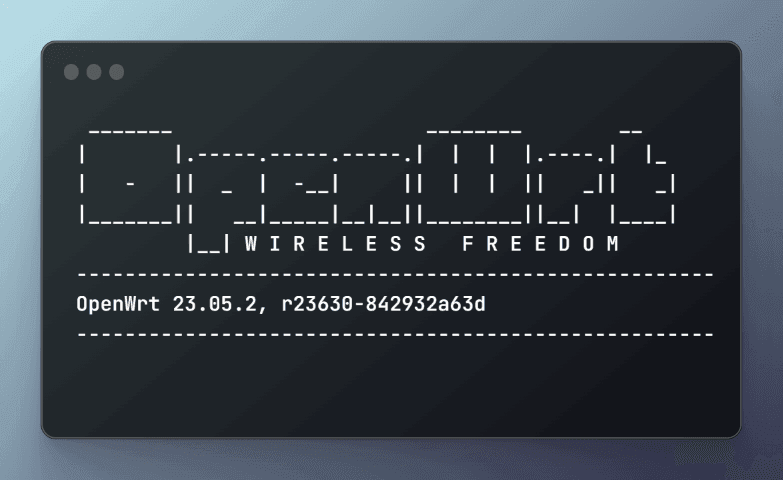 _______                     ________        __
 |       |.-----.-----.-----.|  |  |  |.----.|  |_
 |   -   ||  _  |  -__|     ||  |  |  ||   _||   _|
 |_______||   __|_____|__|__||________||__|  |____|
          |__| W I R E L E S S   F R E E D O M
 -----------------------------------------------------
 OpenWrt 23.05.2, r23630-842932a63d
 -----------------------------------------------------